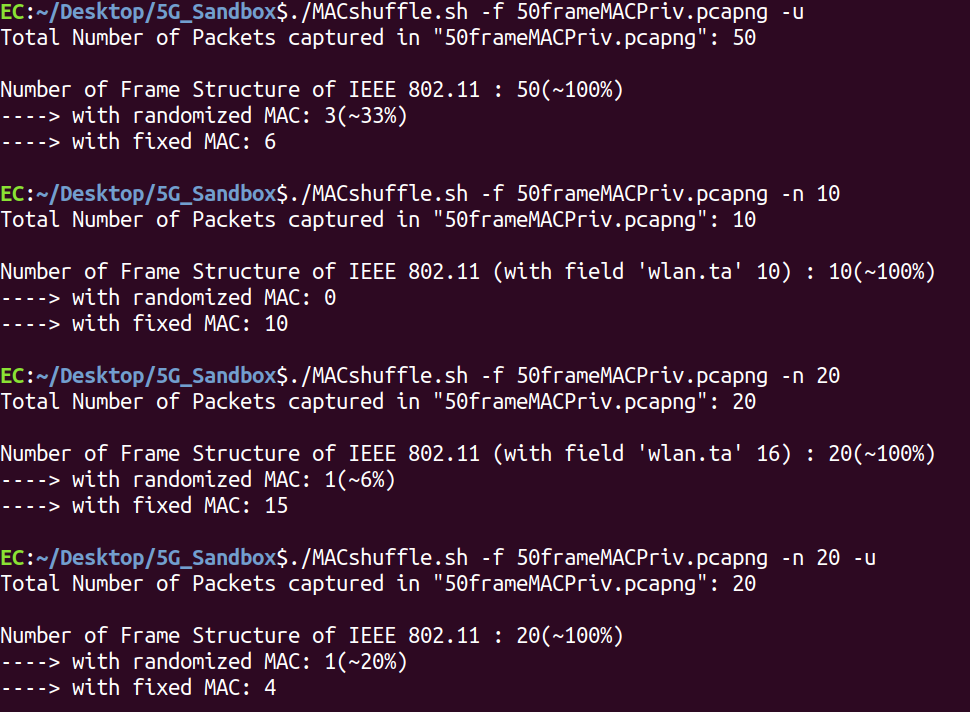 EC:~/Desktop/5G_Sandbox$./MACshuffle.sh -f 50frameMACPriv.pcapng -u
Total Number of Packets captured in "50frameMACPriv.pcapng": 50
Number of Frame Structure of IEEE 802.11 : 50(~100%)
----> with randomized MAC: 3(~33%)
----> with fixed MAC: 6
EC:~/Desktop/5G_Sandbox$./MACshuffle.sh -f 50frameMACPriv.pcapng -n 10
Total Number of Packets captured in "50frameMACPriv.pcapng": 10
Number of Frame Structure of IEEE 802.11 (with field 'wlan.ta' 10) : 10(~100%)
----> with randomized MAC: 0
----> with fixed MAC: 10
EC:~/Desktop/5G_Sandbox$./MACshuffle.sh -f 50frameMACPriv.pcapng -n 20
Total Number of Packets captured in "50frameMACPriv.pcapng": 20
Number of Frame Structure of IEEE 802.11 (with field 'wlan.ta' 16) : 20(~100%)
----> with randomized MAC: 1(~6%)
----> with fixed MAC: 15
EC:~/Desktop/5G_Sandbox$./MACshuffle.sh -f 50frameMACPriv.pcapng -n 20 -u
Total Number of Packets captured in "50frameMACPriv.pcapng": 20
Number of Frame Structure of IEEE 802.11 : 20(~100%)
----> with randomized MAC: 1(~20%)
----> with fixed MAC: 4